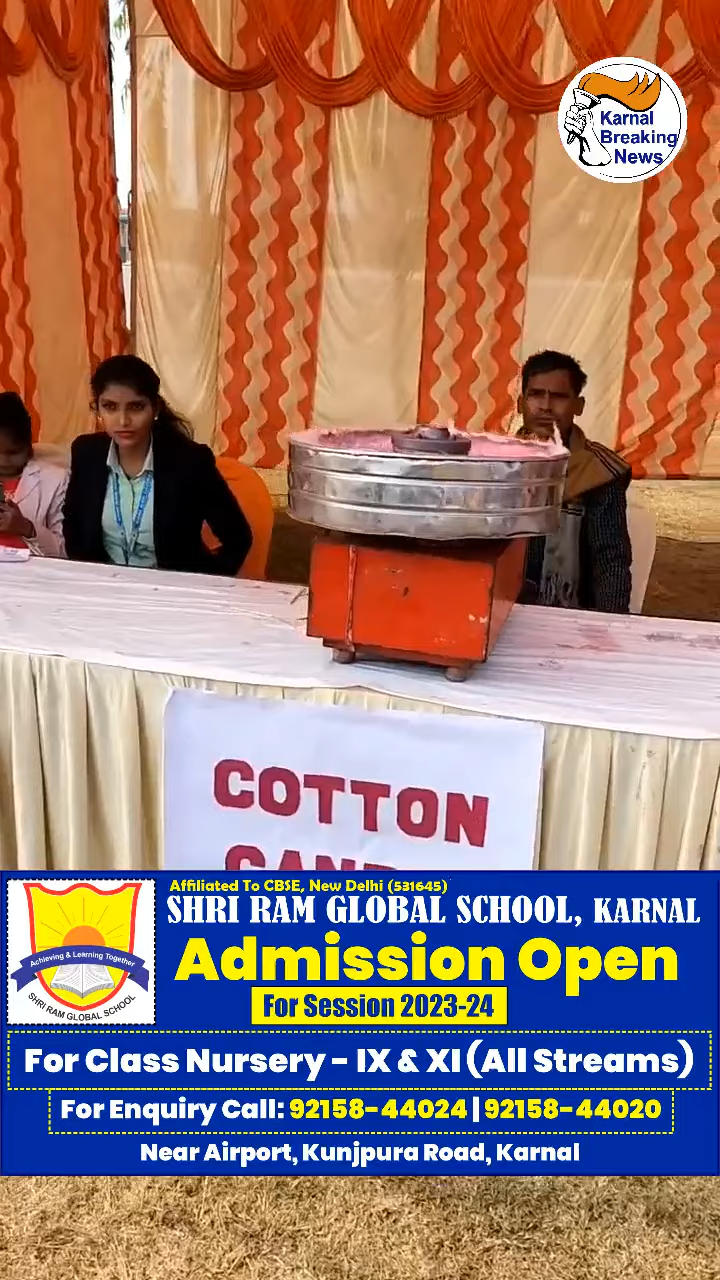 Karnal
Breaking
News
COTTON
CANDY
Affiliated To CBSE, New Delhi (531645)
SHRI RAM GLOBAL SCHOOL, KARNAL
Admission Open
For Session 2023-24
Achieving & Learning Together
SHRI RAM GLOBAL SCHOOL
For Class Nursery - IX & XI (All Streams)
For Enquiry Call: 92158-44024 | 92158-44020
Near Airport, Kunjpura Road, Karnal